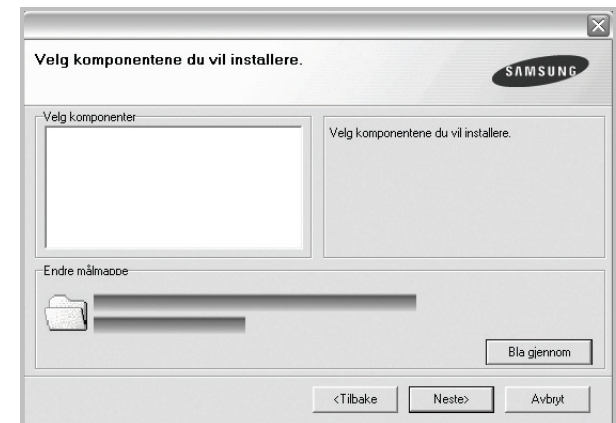 Velg komponentene du vil installere.
SAMSUNG
Velg komponenter
Velg komponentene du vil installere.
Endre målmappe
Bla gjennom
<Tilbake
Neste>
Avbryt